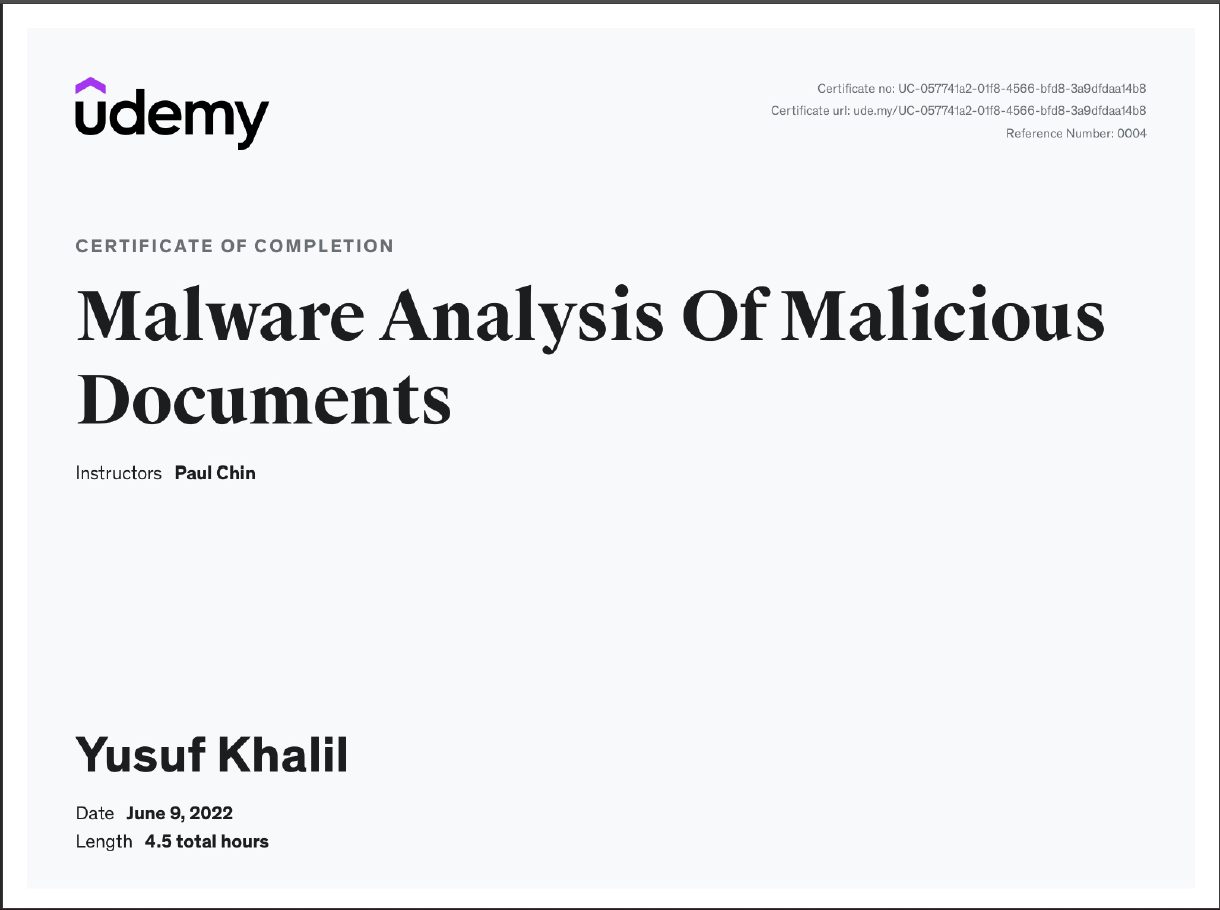 udemy
Certificate no: UC-057741a2-01f8-4566-bfd8-3a9dfdaa14b8
Certificate url: ude.my/UC-057741a2-01f8-4566-bfd8-3a9dfdaa14b8
Reference Number: 0004
CERTIFICATE OF COMPLETION
Malware Analysis Of Malicious
Documents
Instructors Paul Chin
Yusuf Khalil
Date June 9, 2022
Length 4.5 total hours